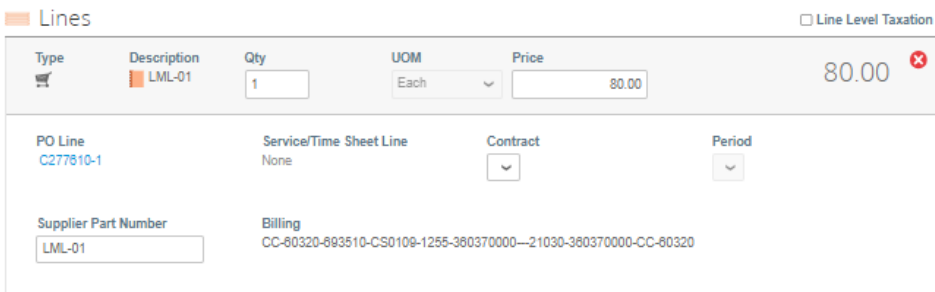 Lines
Line Level Taxation
Type Description Qty UOM Price
LML-01 1 Each 80.00 80.00
PO Line Service/Time Sheet Line Contract Period
C277610-1 None
Supplier Part Number Billing
LML-01 CC-60320-693510-CS0109-1255-360370000---21030-360370000-CC-60320